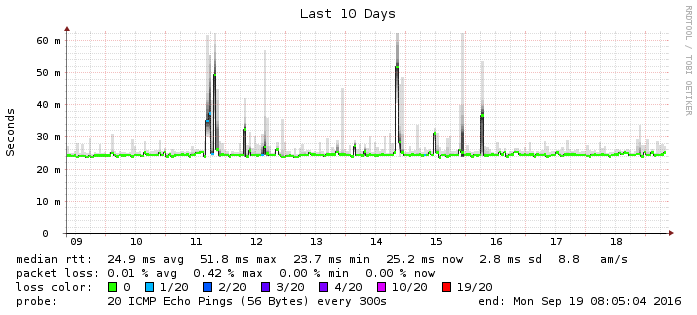 Last 10 Days
RRDTOOL / TOBI OETIKER
Seconds
60 m
50 m
40 m
30 m
20 m
10 m
0
09 10 11 12 13 14 15 16 17 18
median rtt: 24.9 ms avg 51.8 ms max 23.7 ms min 25.2 ms now 2.8 ms sd 8.8 am/s
packet loss: 0.01 % avg 0.42 % max 0.00 % min 0.00 % now
loss color: 0 1/20 2/20 3/20 4/20 10/20 19/20
probe: 20 ICMP Echo Pings (56 Bytes) every 300s end: Mon Sep 19 08:05:04 2016